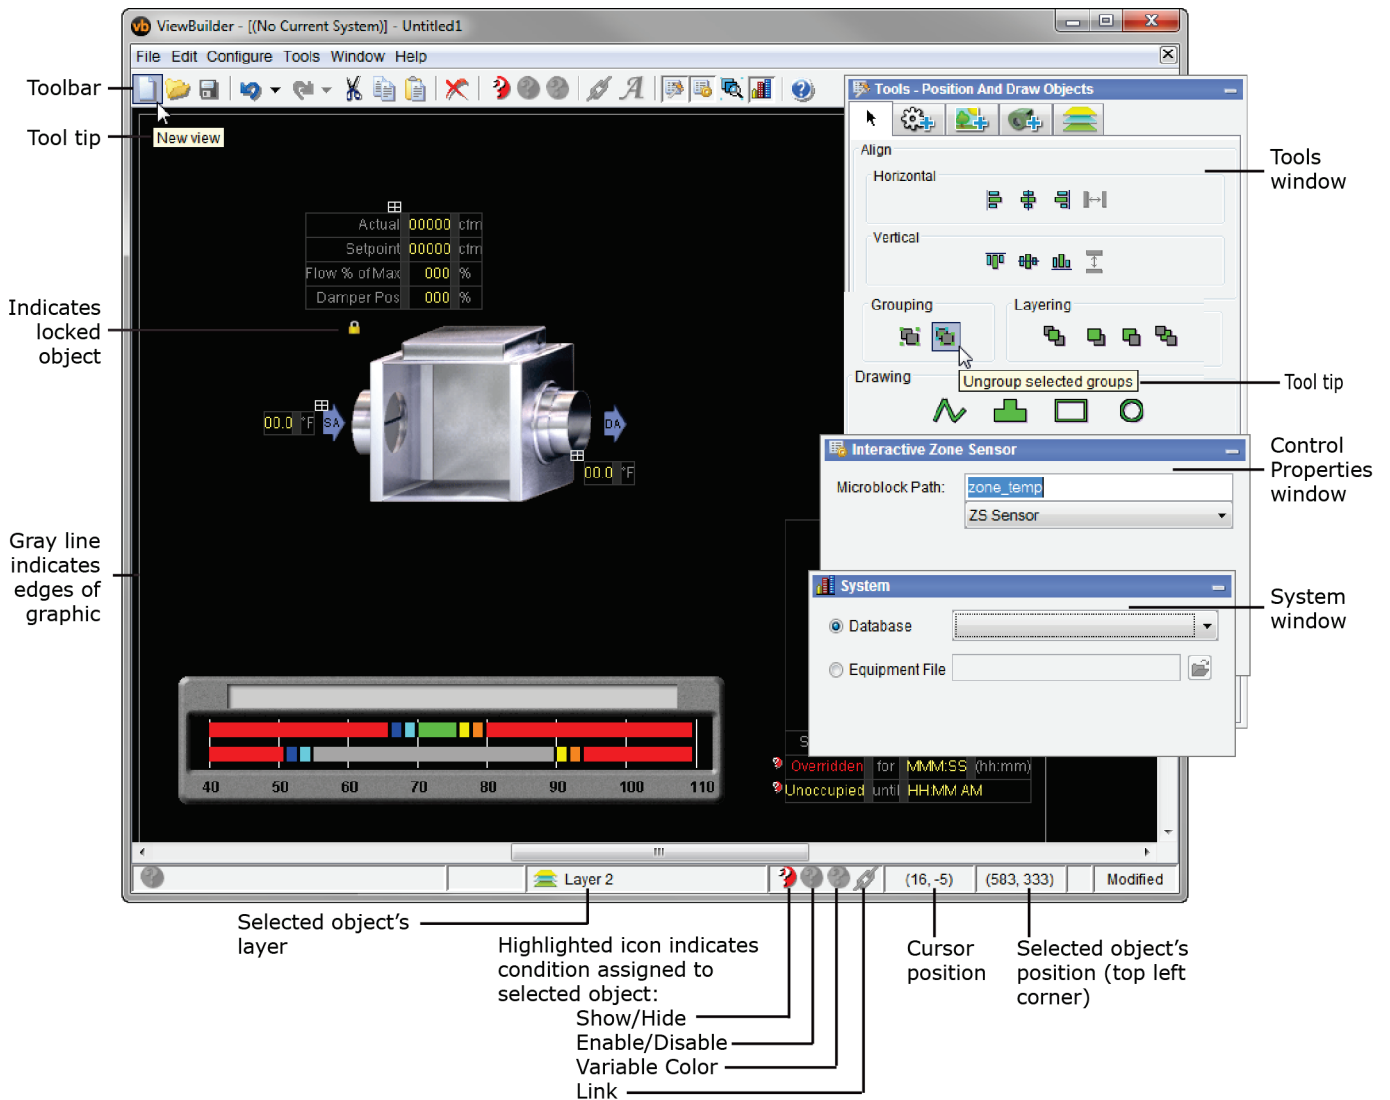 ViewBuilder - [(No Current System)] - Untitled1
File Edit Configure Tools Window Help
Toolbar
Tool tip
New view
Tools - Position And Draw Objects
Align
Horizontal
Tools
window
Vertical
Actual 00000 cfm
Setpoint 00000 cfm
Flow % of Max 000 %
Damper Pos 000 %
Indicates
locked
object
Grouping
Layering
Ungroup selected groups
Tool tip
Drawing
00.0 °F SA
DA
00.0 °F
Interactive Zone Sensor
Microblock Path: zone_temp
ZS Sensor
Control
Properties
window
Gray line
indicates
edges of
graphic
System
Database
Equipment File
System
window
40 50 60 70 80 90 100 110
S
Overridden for MMM:SS (hh:mm)
Unoccupied until HH:MM AM
Layer 2
(16, -5)
(583, 333)
Modified
Selected object’s
layer
Highlighted icon indicates
condition assigned to
selected object:
Show/Hide
Enable/Disable
Variable Color
Link
Cursor
position
Selected object’s
position (top left
corner)